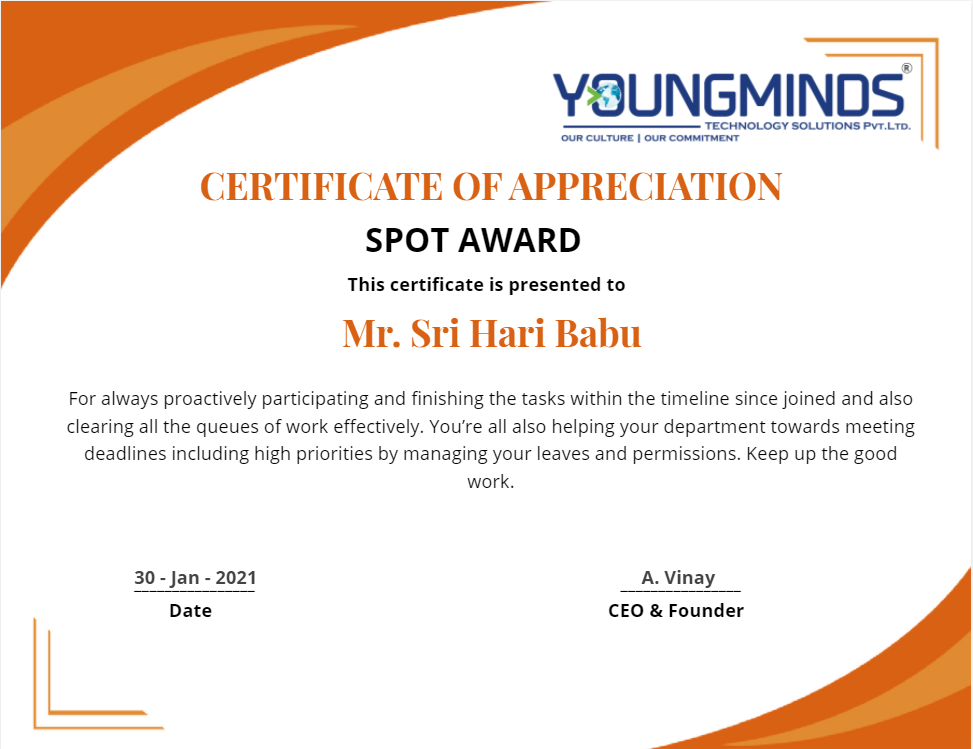 YOUNGMINDS®
TECHNOLOGY SOLUTIONS PVT.LTD.
OUR CULTURE | OUR COMMITMENT
CERTIFICATE OF APPRECIATION
SPOT AWARD
This certificate is presented to
Mr. Sri Hari Babu
For always proactively participating and finishing the tasks within the timeline since joined and also
clearing all the queues of work effectively. You’re all also helping your department towards meeting
deadlines including high priorities by managing your leaves and permissions. Keep up the good
work.
30 - Jan - 2021
Date
A. Vinay
CEO & Founder